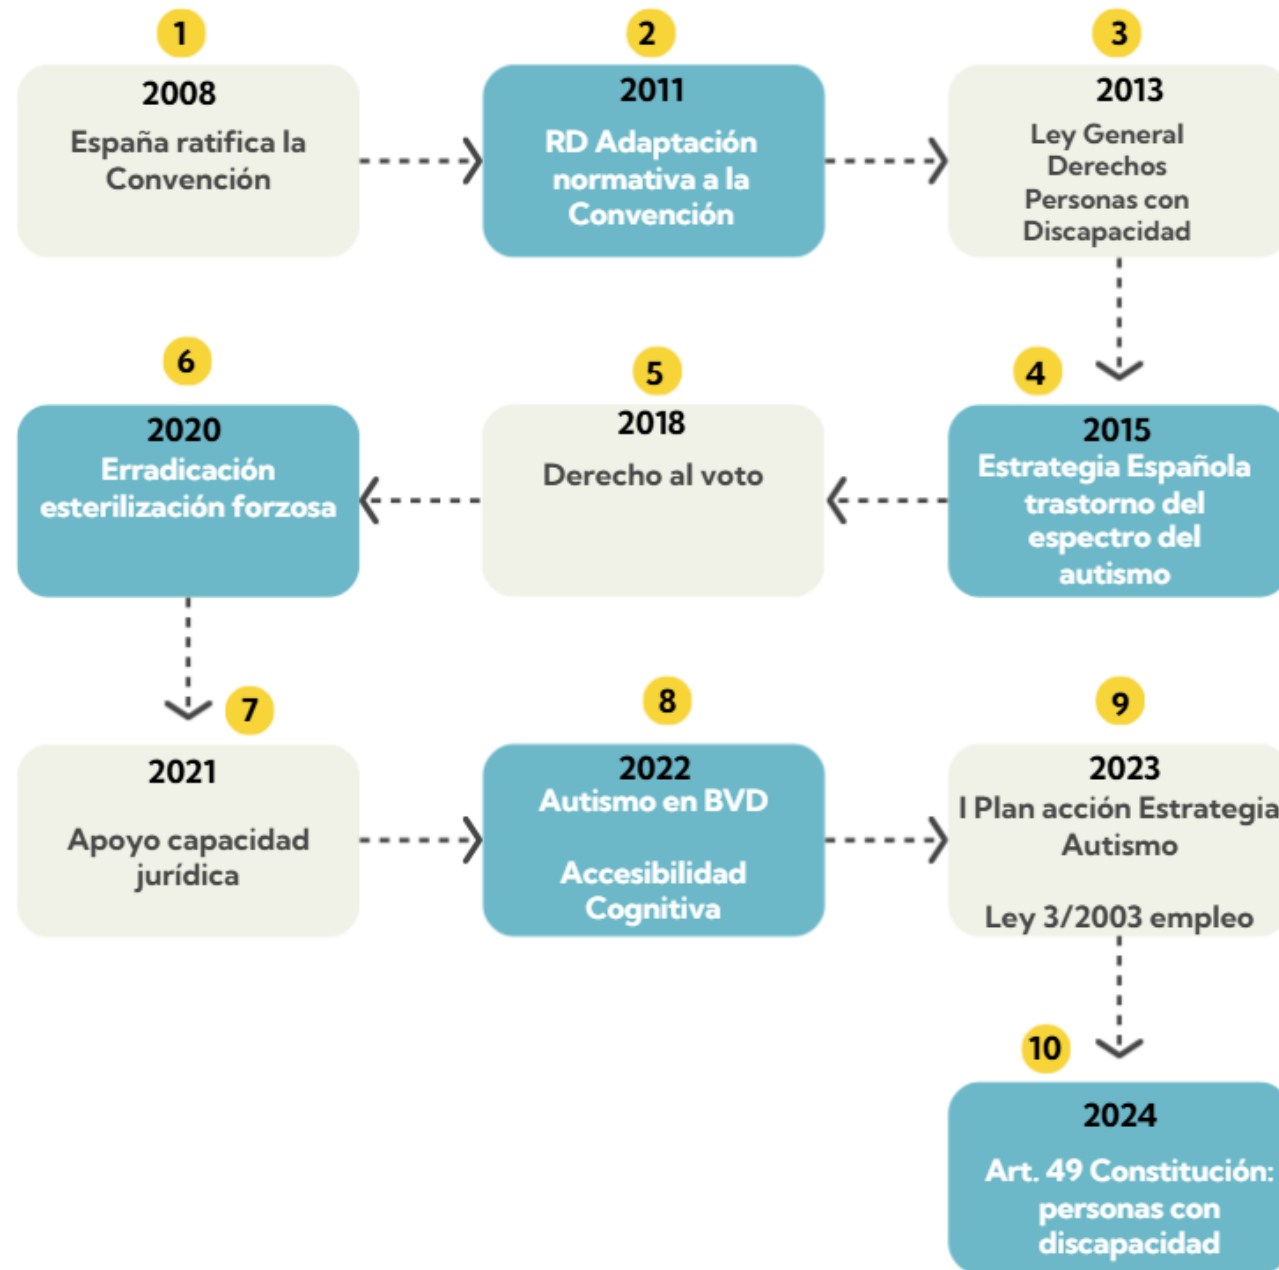 1
2008
España ratifica la
Convención
2
2011
RD Adaptación
normativa a la
Convención
3
2013
Ley General
Derechos
Personas con
Discapacidad
4
2015
Estrategia Española
trastorno del
espectro del
autismo
5
2018
Derecho al voto
6
2020
Erradicación
esterilización forzosa
7
2021
Apoyo capacidad
jurídica
8
2022
Autismo en BVD
Accesibilidad
Cognitiva
9
2023
I Plan acción Estrategia
Autismo
Ley 3/2003 empleo
10
2024
Art. 49 Constitución:
personas con
discapacidad